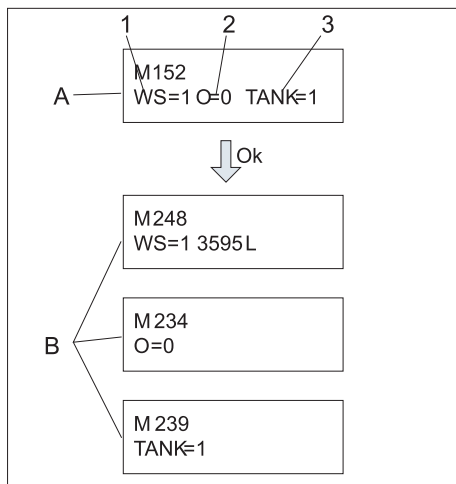 1 2 3
M152
A WS=1 O=0 TANK=1
Ok
M248
WS=1 3595L
M234
B O=0
M239
TANK=1